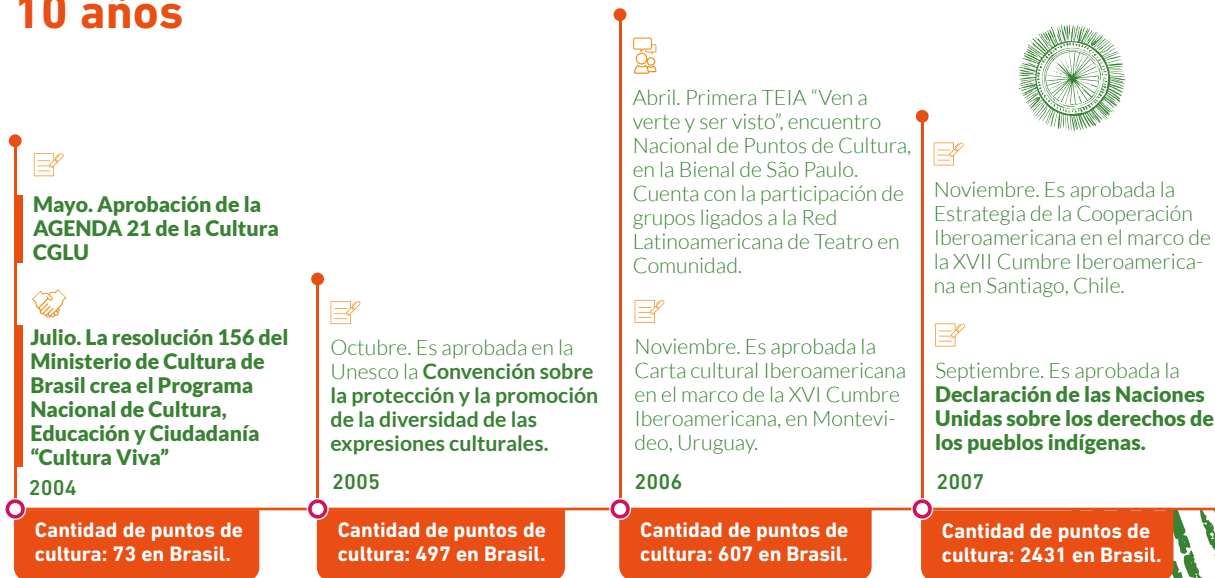 10 años
Mayo. Aprobación de la
AGENDA 21 de la Cultura
CGLU
Julio. La resolución 156 del
Ministerio de Cultura de
Brasil crea el Programa
Nacional de Cultura,
Educación y Ciudadanía
“Cultura Viva”
2004
Cantidad de puntos de
cultura: 73 en Brasil.
Octubre. Es aprobada en la
Unesco la Convención sobre
la protección y la promoción
de la diversidad de las
expresiones culturales.
2005
Cantidad de puntos de
cultura: 497 en Brasil.
Abril. Primera TEIA “Ven a
verte y ser visto”, encuentro
Nacional de Puntos de Cultura,
en la Bienal de São Paulo.
Cuenta con la participación de
grupos ligados a la Red
Latinoamericana de Teatro en
Comunidad.
Noviembre. Es aprobada la
Carta cultural Iberoamericana
en el marco de la XVI Cumbre
Iberoamericana, en Montevi-
deo, Uruguay.
2006
Cantidad de puntos de
cultura: 607 en Brasil.
Noviembre. Es aprobada la
Estrategia de la Cooperación
Iberoamericana en el marco de
la XVII Cumbre Iberoamerica-
na en Santiago, Chile.
Septiembre. Es aprobada la
Declaración de las Naciones
Unidas sobre los derechos de
los pueblos indígenas.
2007
Cantidad de puntos de
cultura: 2431 en Brasil.